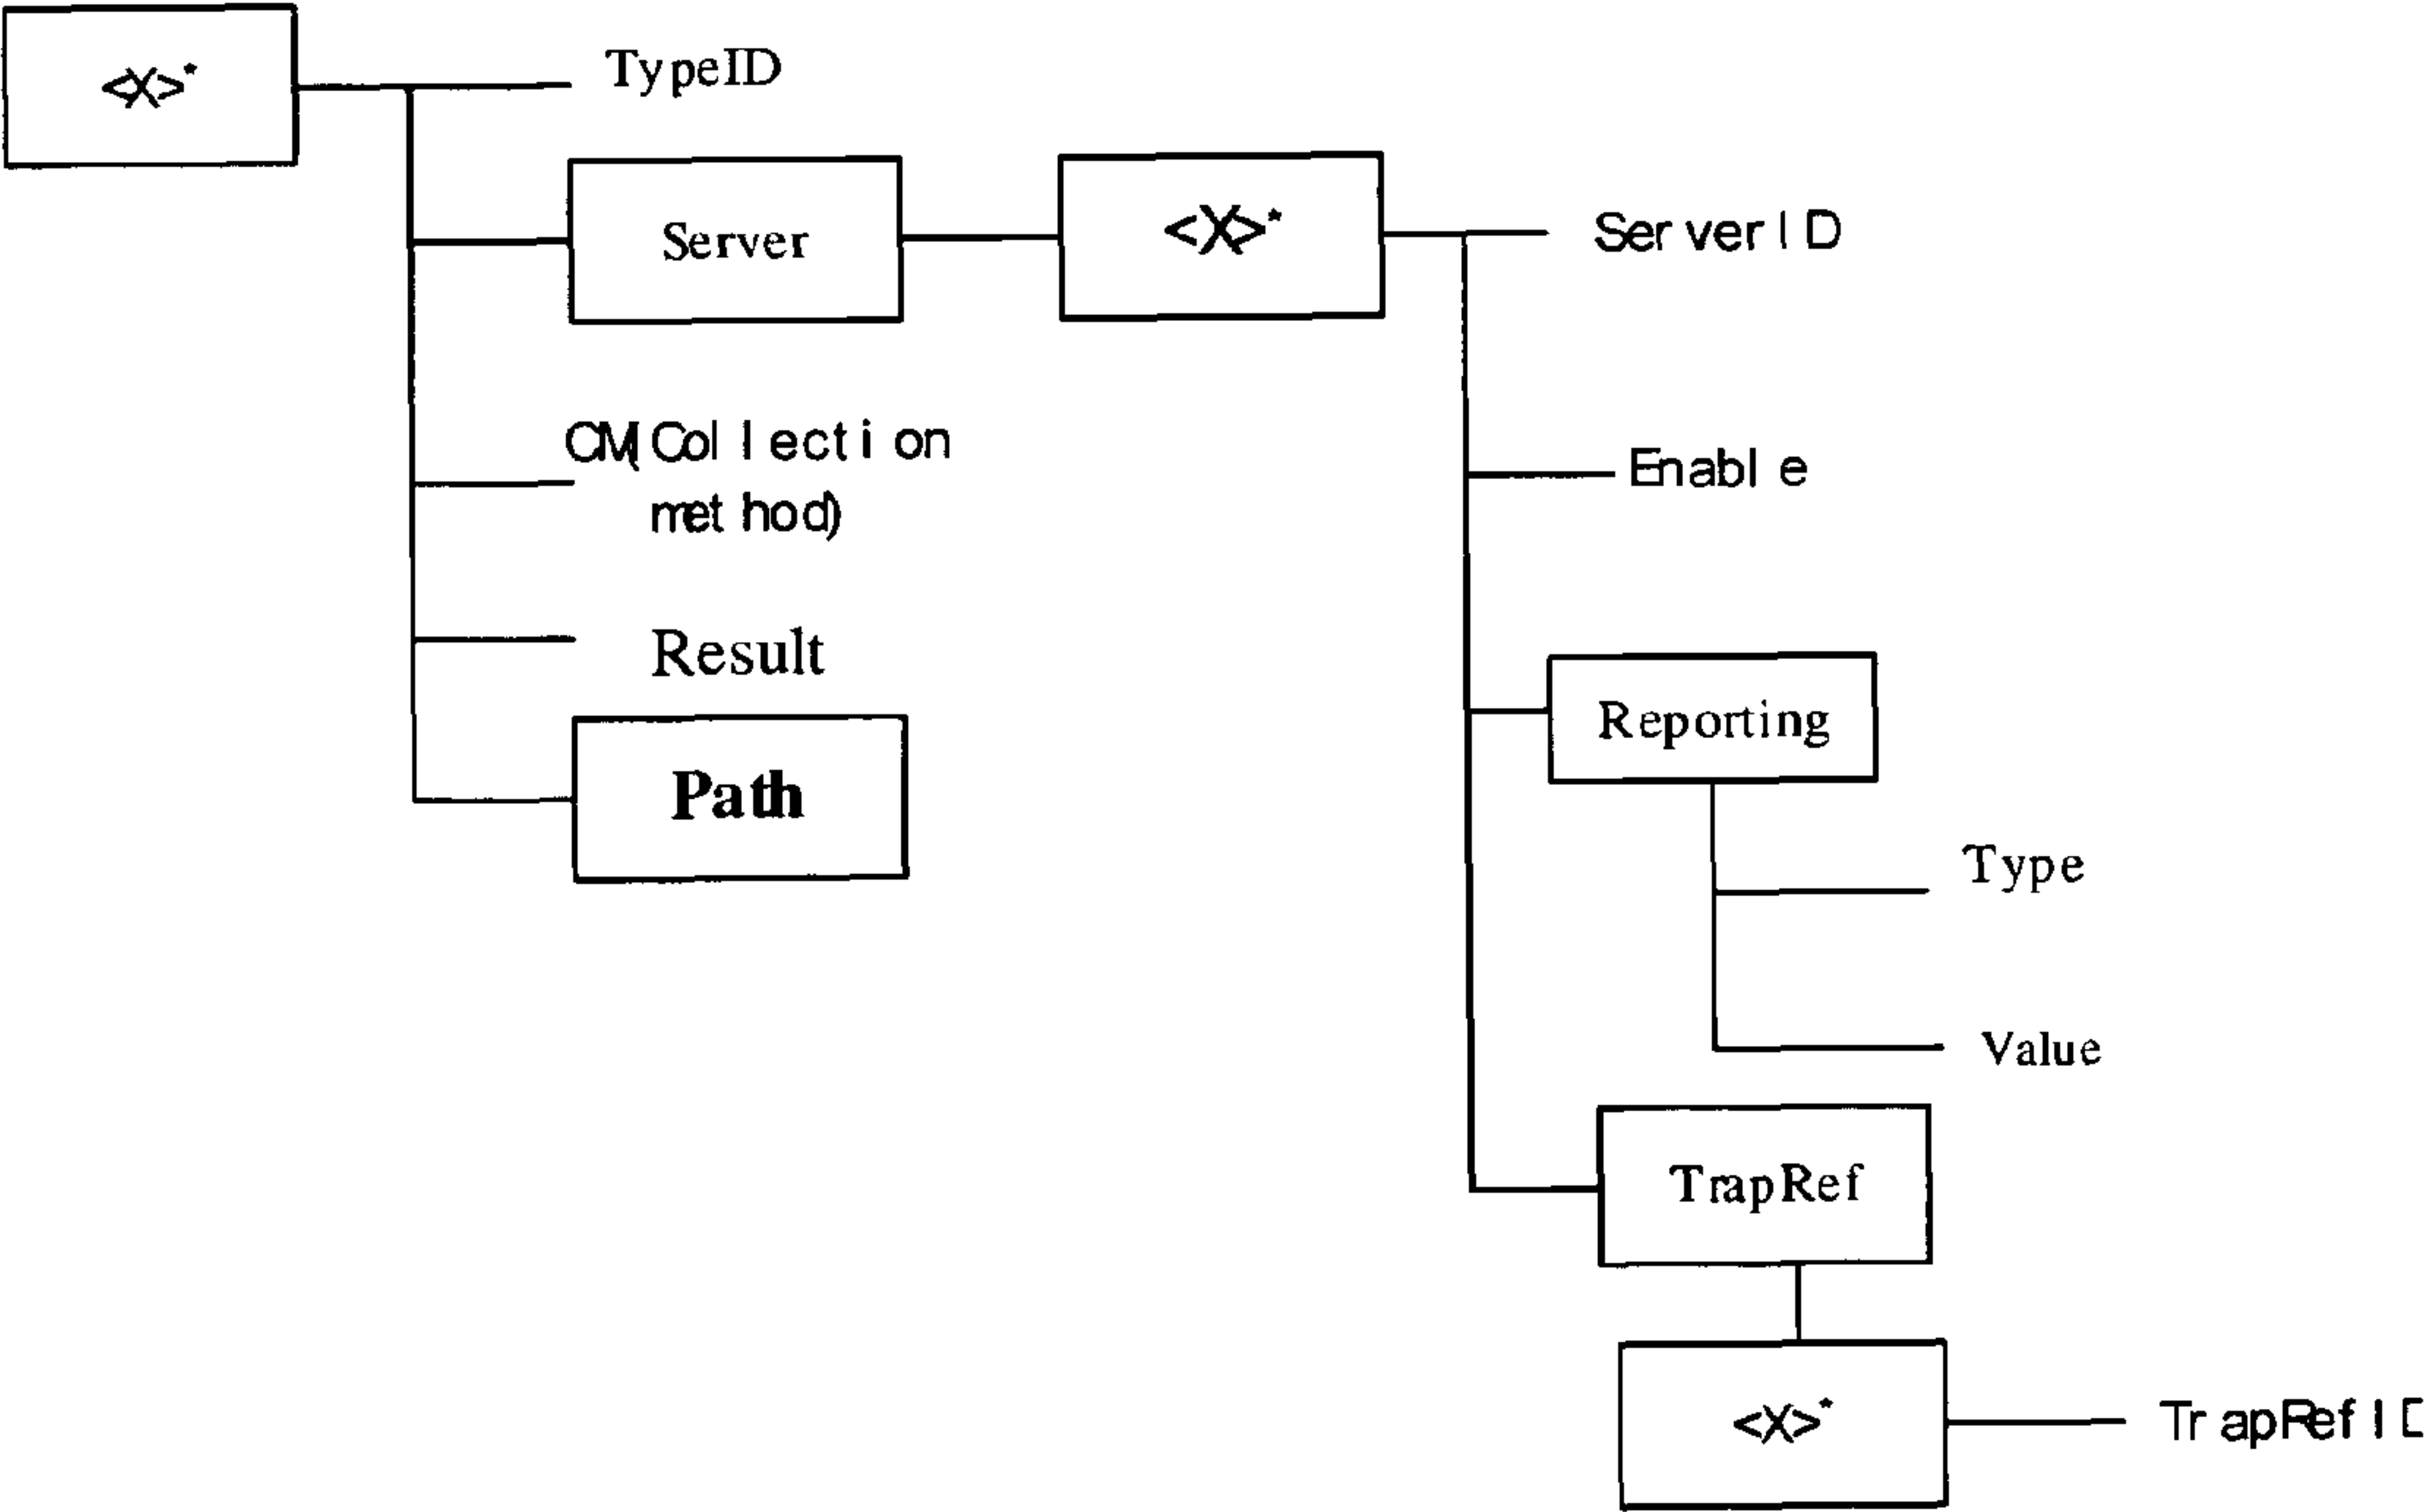 <X>*
TypeID
Server
<X>*
ServerID
CM(Collection
method)
Enable
Result
Reporting
Path
Type
Value
TrapRef
<X>*
TrapRefID